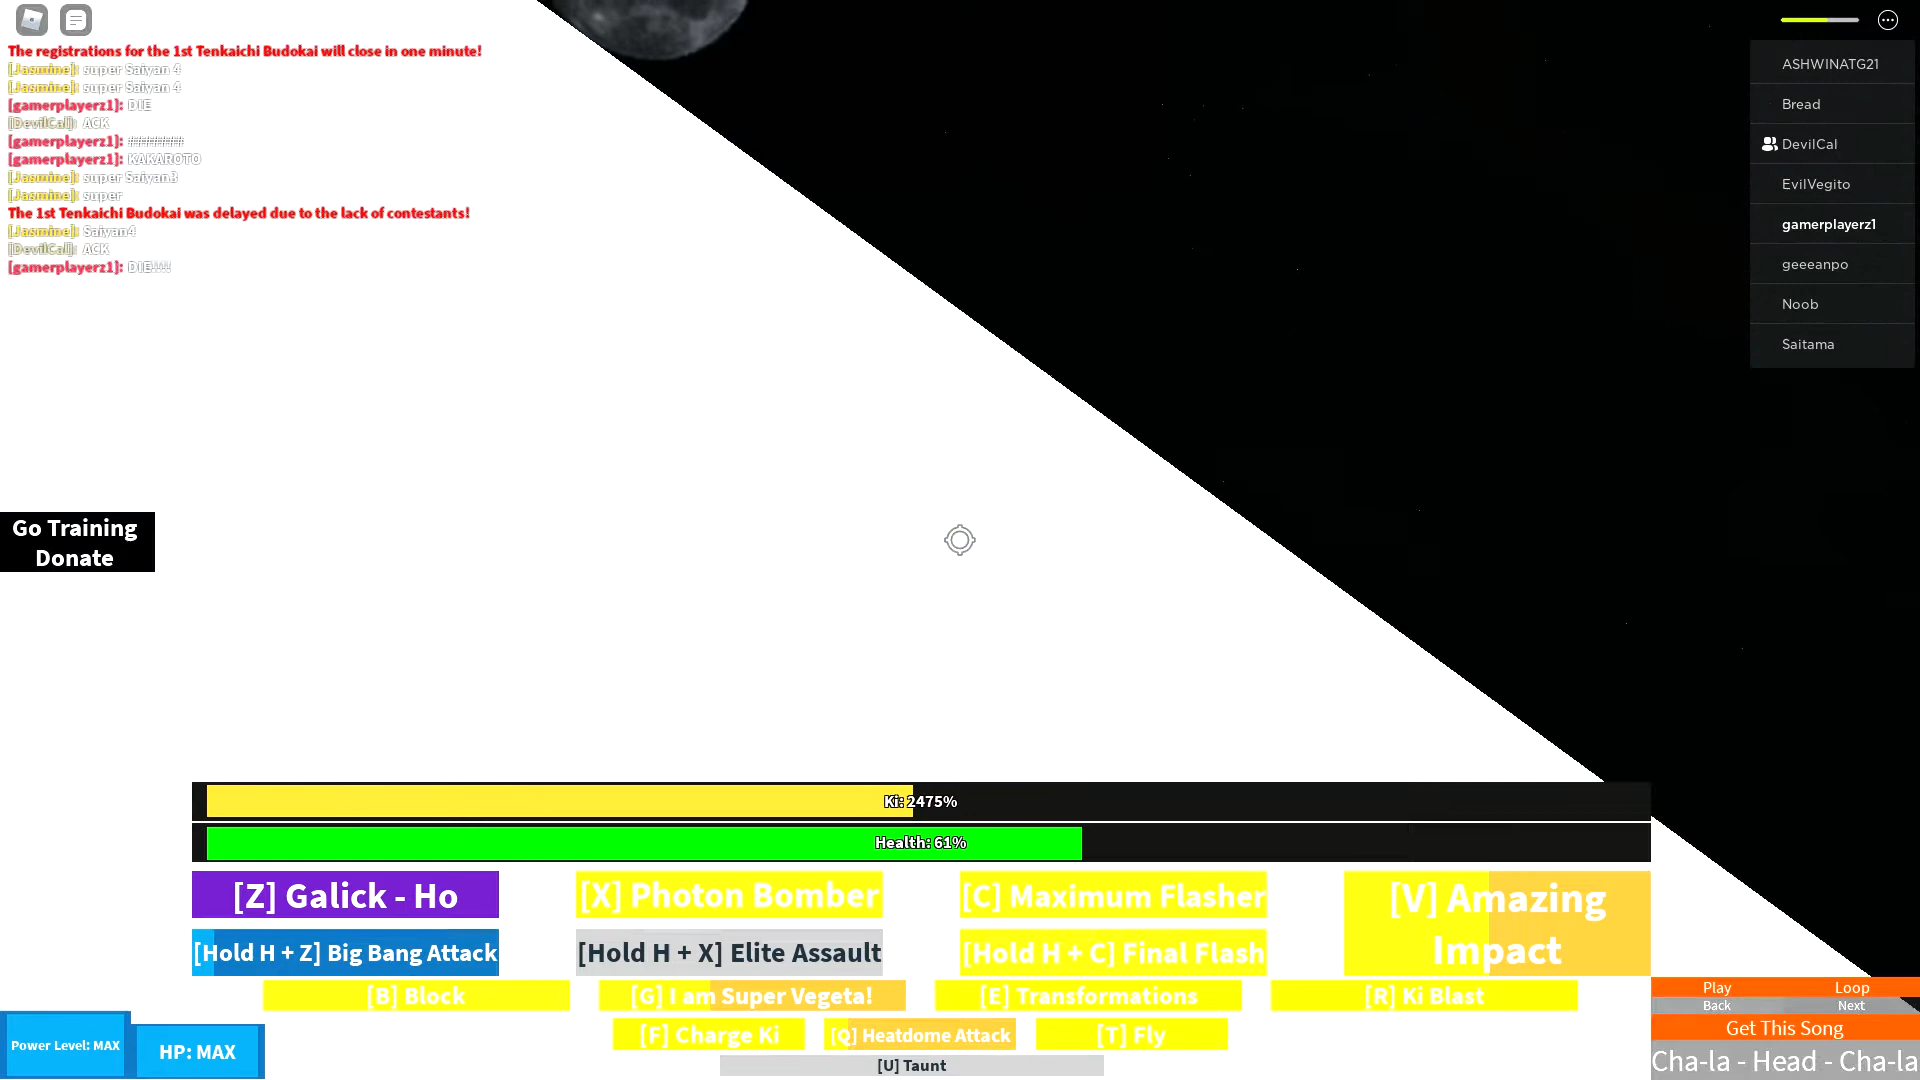 The registrations for the 1st Tenkaichi Budokai will close in one minute!
[Jasmine]: super Saiyan 4
[Jasmine]: super Saiyan 4
[gamerplayerz1]: DIE
[DevilCal]: ACK
[gamerplayerz1]: ########
[gamerplayerz1]: KAKAROTO
[Jasmine]: super Saiyan3
[Jasmine]: super
The 1st Tenkaichi Budokai was delayed due to the lack of contestants!
[Jasmine]: Saiyan4
[DevilCal]: ACK
[gamerplayerz1]: DIE!!!!
ASHWINATG21
Bread
DevilCal
EvilVegito
gamerplayerz1
geeeanpo
Noob
Saitama
Go Training
Donate
Ki: 2475%
Health: 61%
[Z] Galick - Ho
[X] Photon Bomber
[C] Maximum Flasher
[V] Amazing
Impact
[Hold H + Z] Big Bang Attack
[Hold H + X] Elite Assault
[Hold H + C] Final Flash
[B] Block
[G] I am Super Vegeta!
[E] Transformations
[R] Ki Blast
[F] Charge Ki
[Q] Heatdome Attack
[T] Fly
[U] Taunt
Power Level: MAX
HP: MAX
Play
Loop
Back
Next
Get This Song
Cha-la - Head - Cha-la